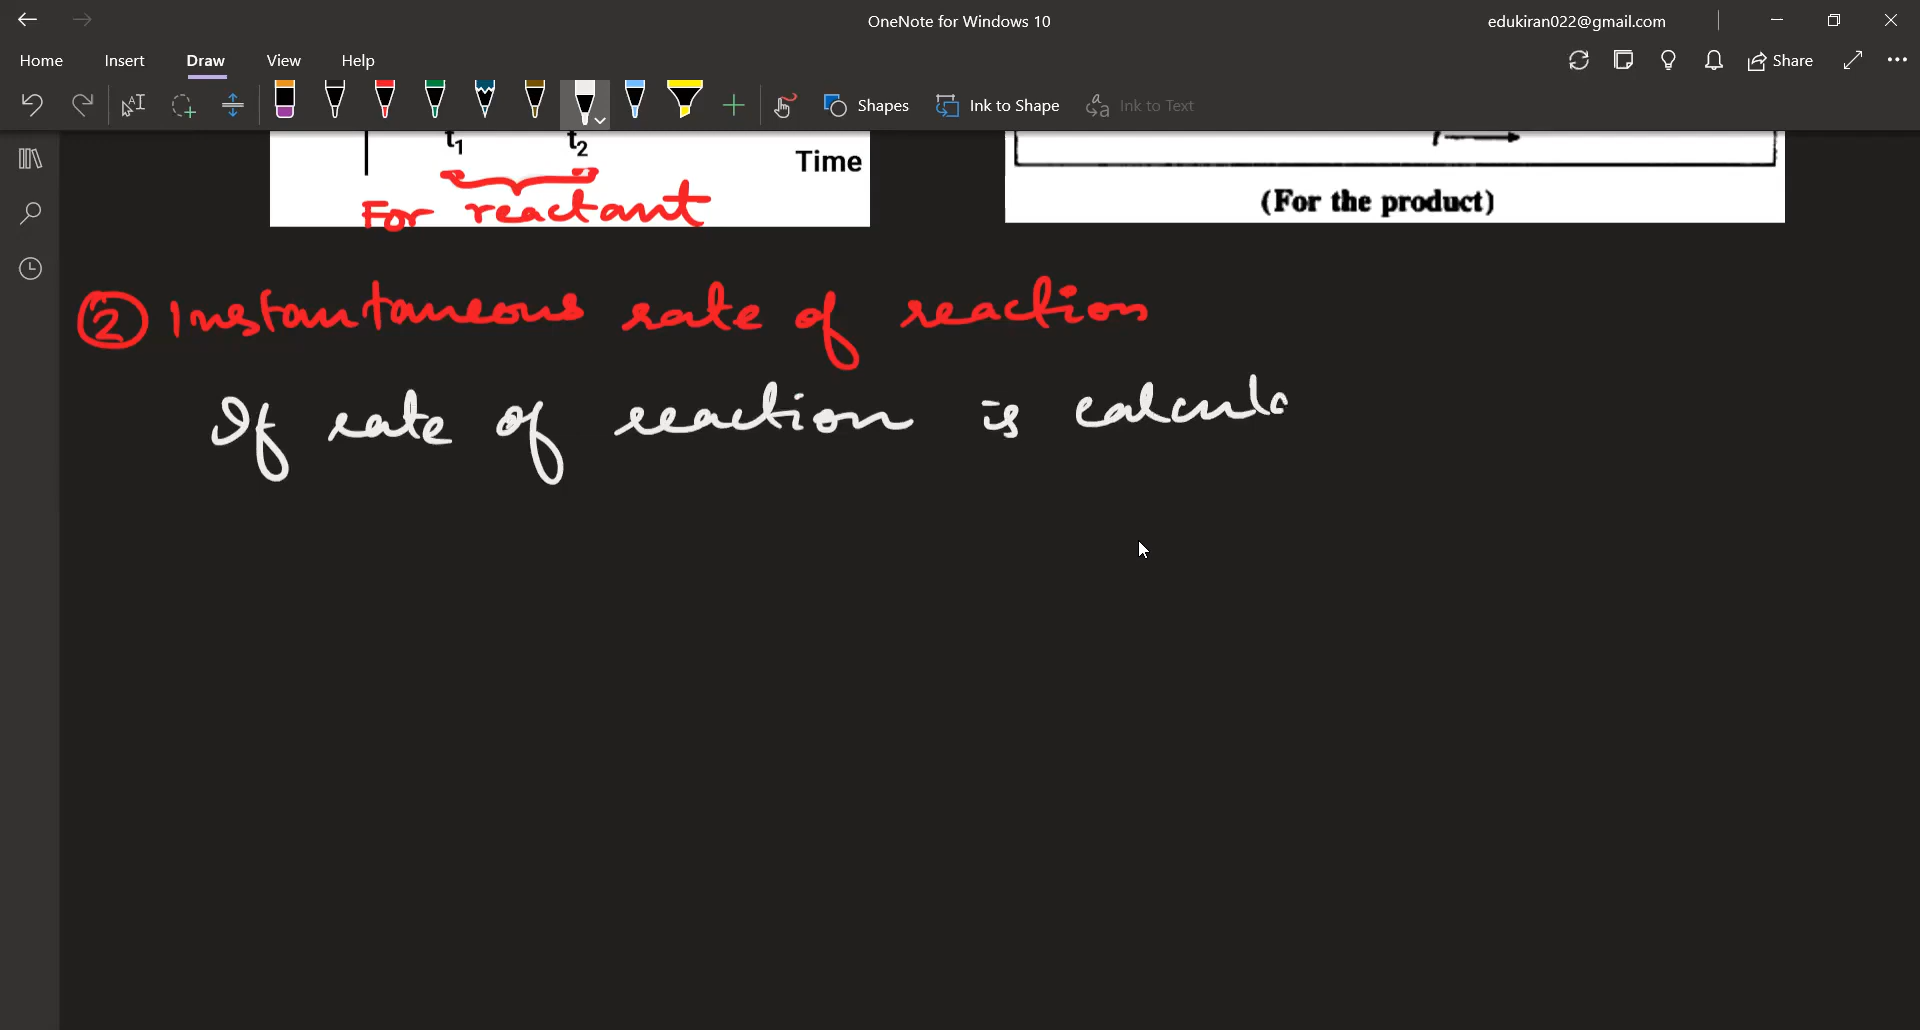 OneNote for Windows 10
edukiran022@gmail.com
Home Insert Draw View Help
Share
Shapes Ink to Shape Ink to Text
t1 t2
Time
For reactant
(For the product)
② Instantaneous rate of reaction
If rate of reaction is calcula